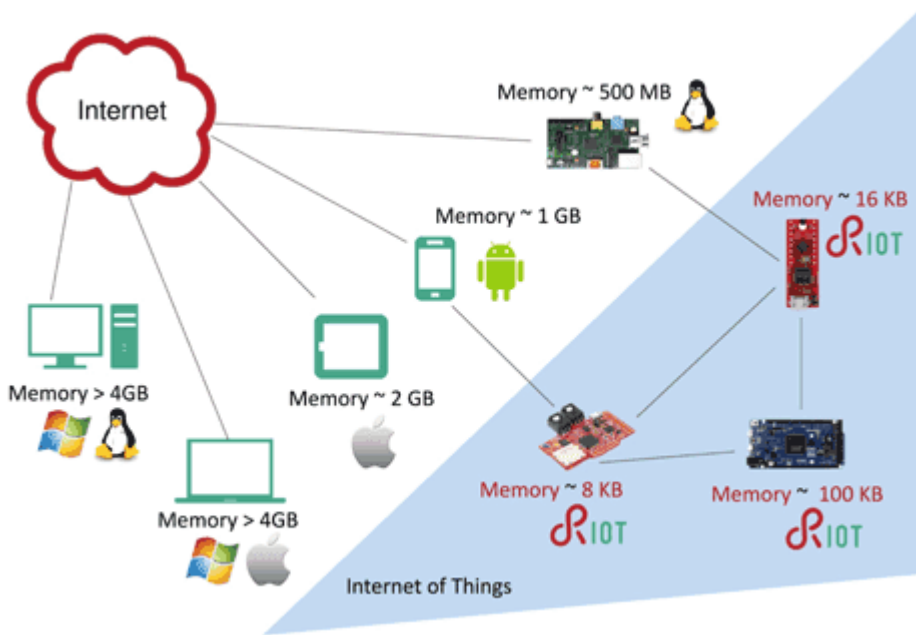 Internet
Memory ~ 500 MB
Memory ~ 16 KB
RIOT
Memory ~ 1 GB
Memory > 4GB
Memory ~ 2 GB
Memory ~ 8 KB
RIOT
Memory ~ 100 KB
RIOT
Memory > 4GB
Internet of Things